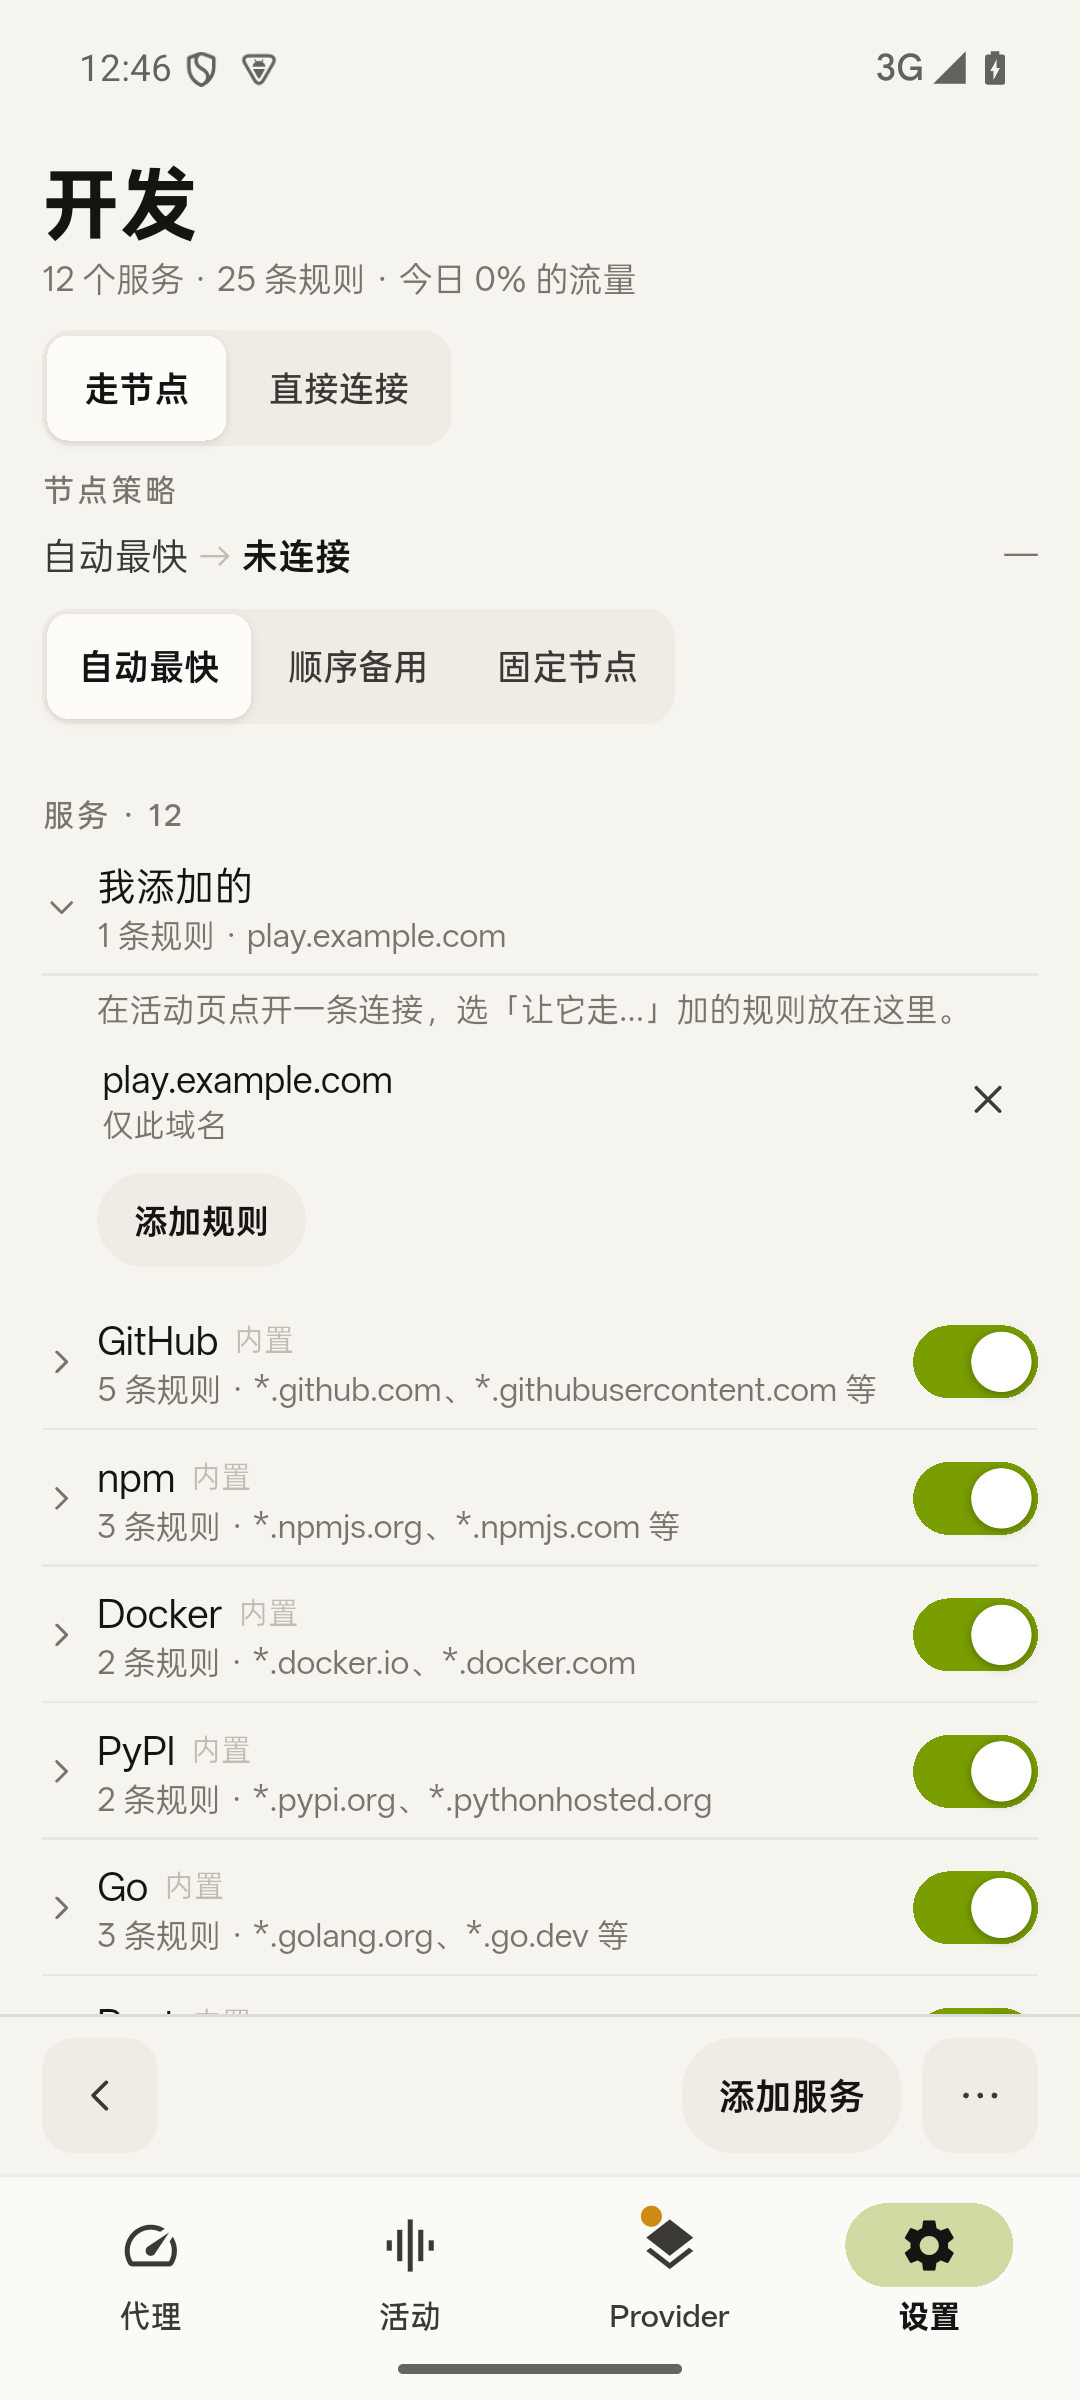 12:46
3G
开发
12 个服务 · 25 条规则 · 今日 0% 的流量
走节点
直接连接
节点策略
自动最快 → 未连接
—
自动最快
顺序备用
固定节点
服务 · 12
我添加的
1 条规则 · play.example.com
在活动页点开一条连接，选「让它走...」加的规则放在这里。
play.example.com
仅此域名
添加规则
GitHub 内置
5 条规则 · *.github.com、*.githubusercontent.com 等
npm 内置
3 条规则 · *.npmjs.org、*.npmjs.com 等
Docker 内置
2 条规则 · *.docker.io、*.docker.com
PyPI 内置
2 条规则 · *.pypi.org、*.pythonhosted.org
Go 内置
3 条规则 · *.golang.org、*.go.dev 等
添加服务
代理
活动
Provider
设置